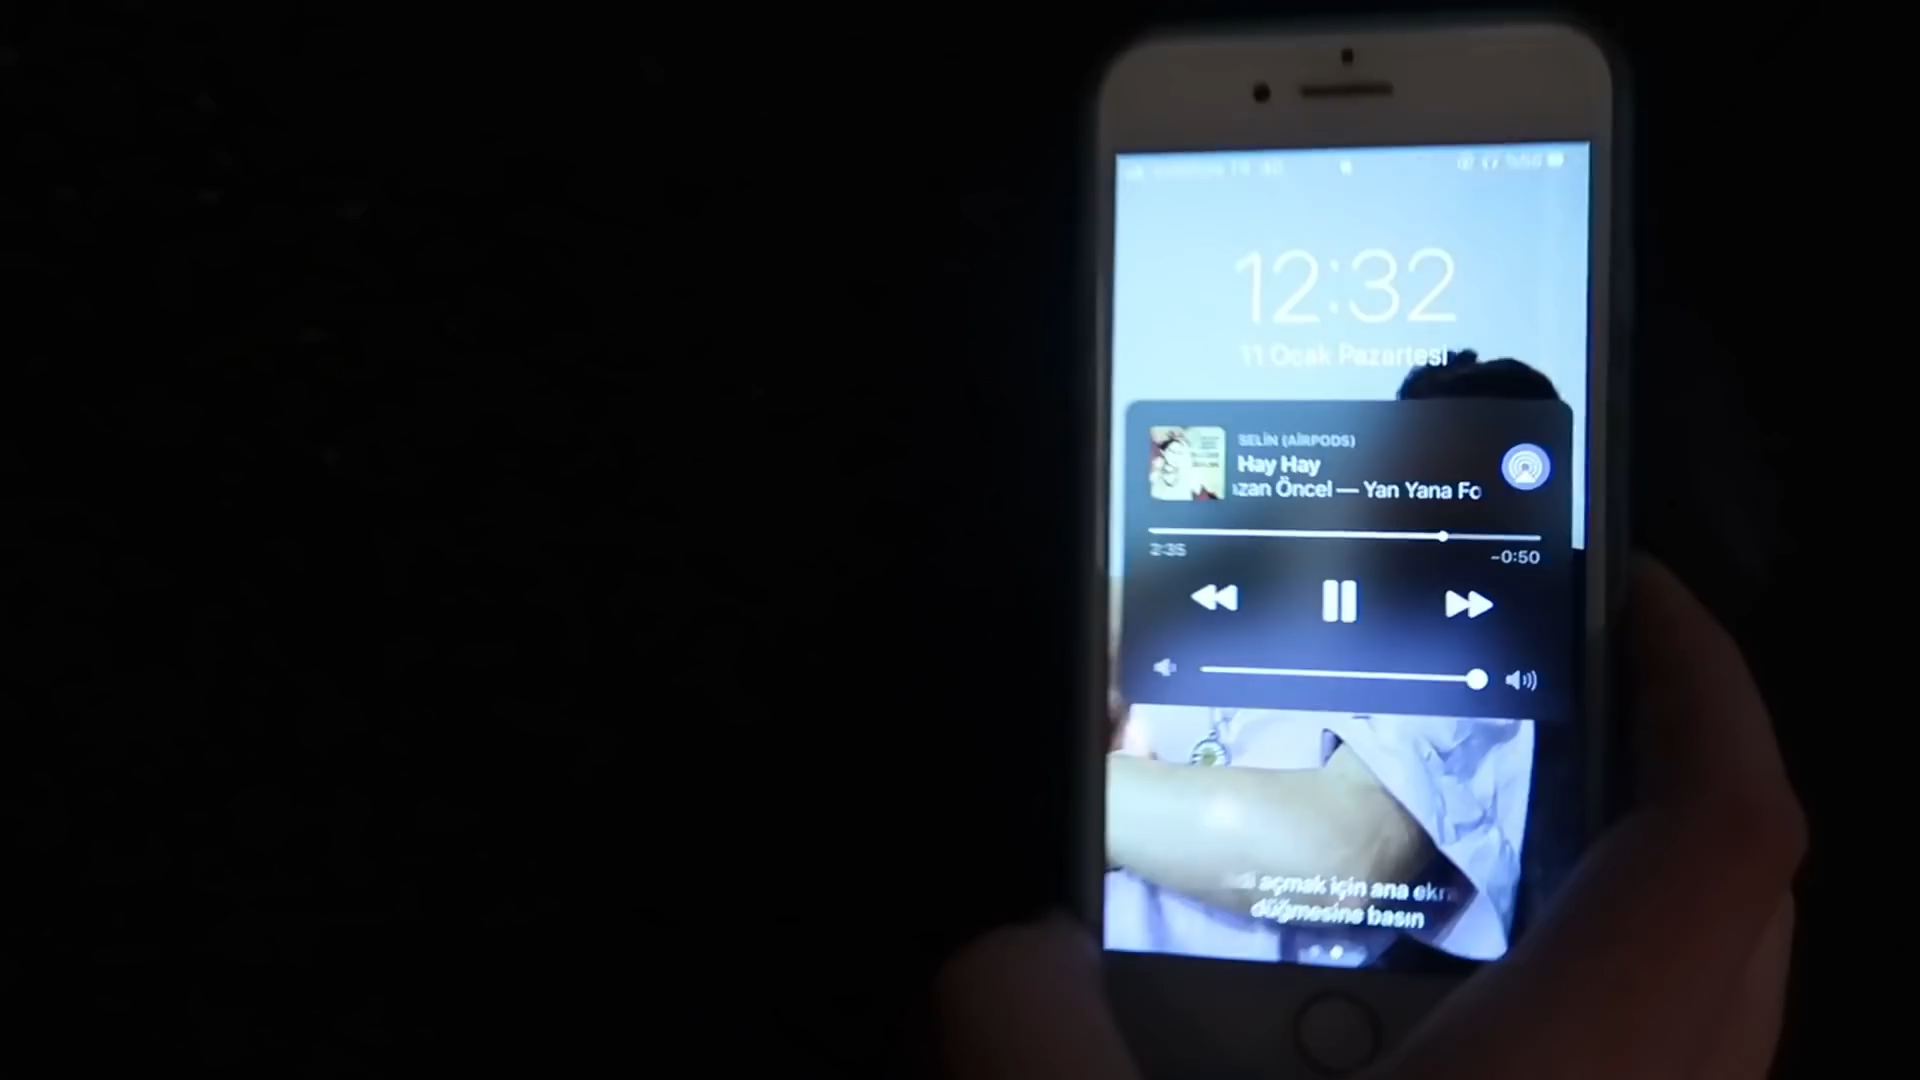 12:32
11 Ocak Pazartesi
SELİN (AİRPODS)
Hay Hay
zan Öncel — Yan Yana Fo
2:35
-0:50
açmak için ana ekra
düğmesine basın